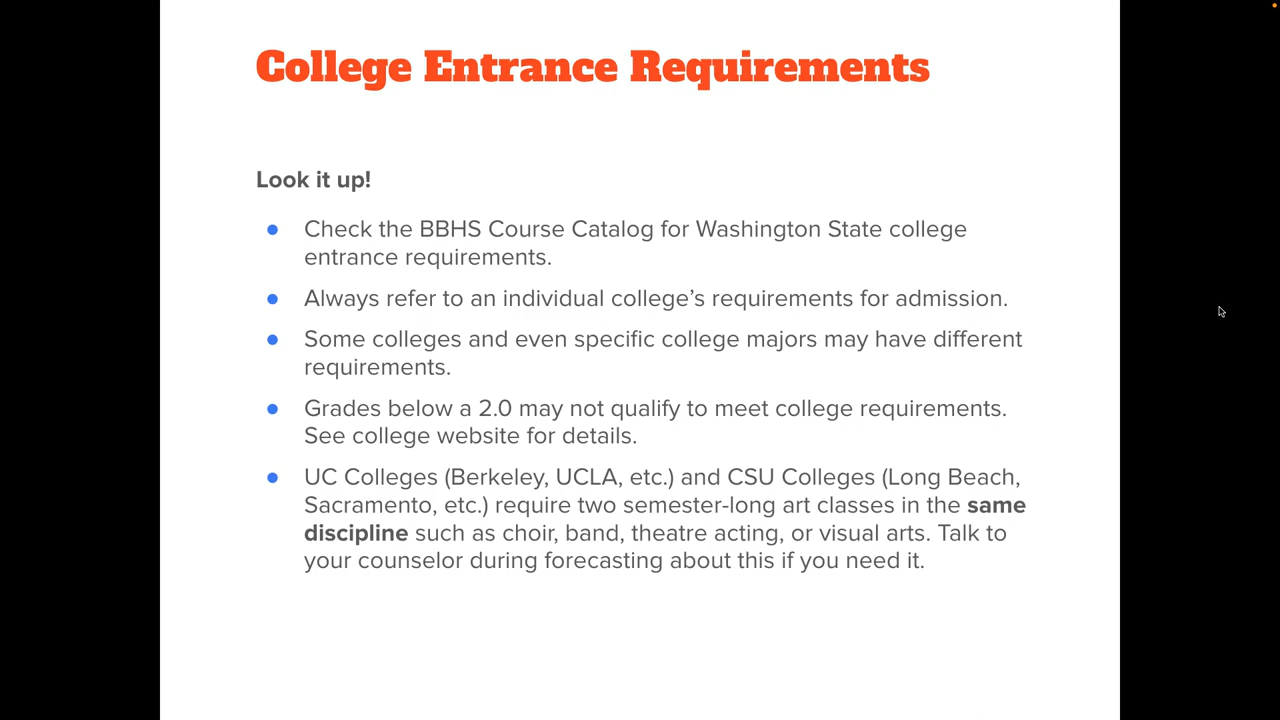 College Entrance Requirements
Look it up!
● Check the BBHS Course Catalog for Washington State college
entrance requirements.
● Always refer to an individual college’s requirements for admission.
● Some colleges and even specific college majors may have different
requirements.
● Grades below a 2.0 may not qualify to meet college requirements.
See college website for details.
● UC Colleges (Berkeley, UCLA, etc.) and CSU Colleges (Long Beach,
Sacramento, etc.) require two semester-long art classes in the same
discipline such as choir, band, theatre acting, or visual arts. Talk to
your counselor during forecasting about this if you need it.